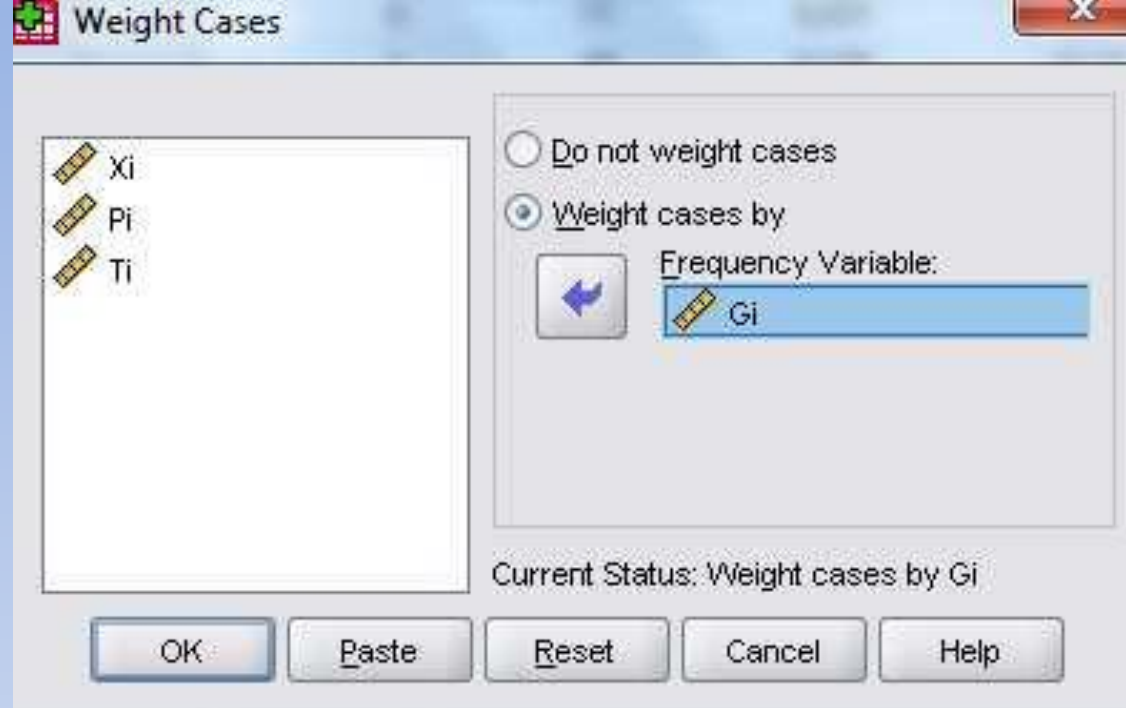 Weight Cases
Xi
Pi
Ti
Do not weight cases
Weight cases by
Frequency Variable:
Gi
Current Status: Weight cases by Gi
OK Paste Reset Cancel Help